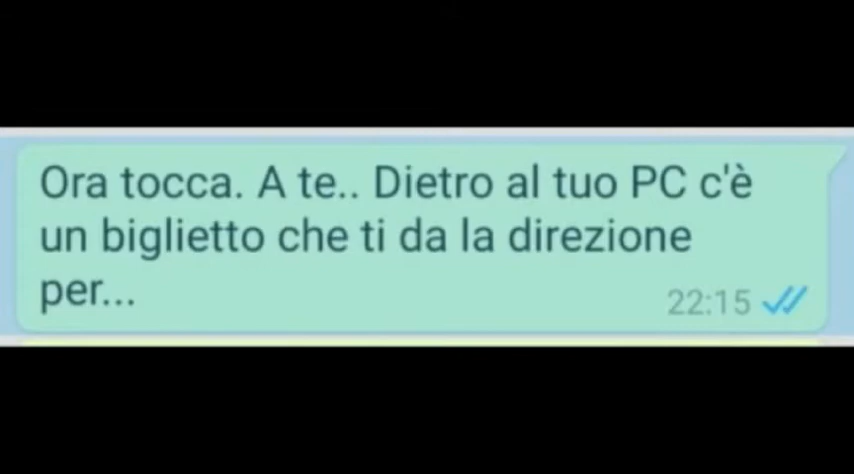 Ora tocca. A te.. Dietro al tuo PC c'è
un biglietto che ti da la direzione
per...
22:15